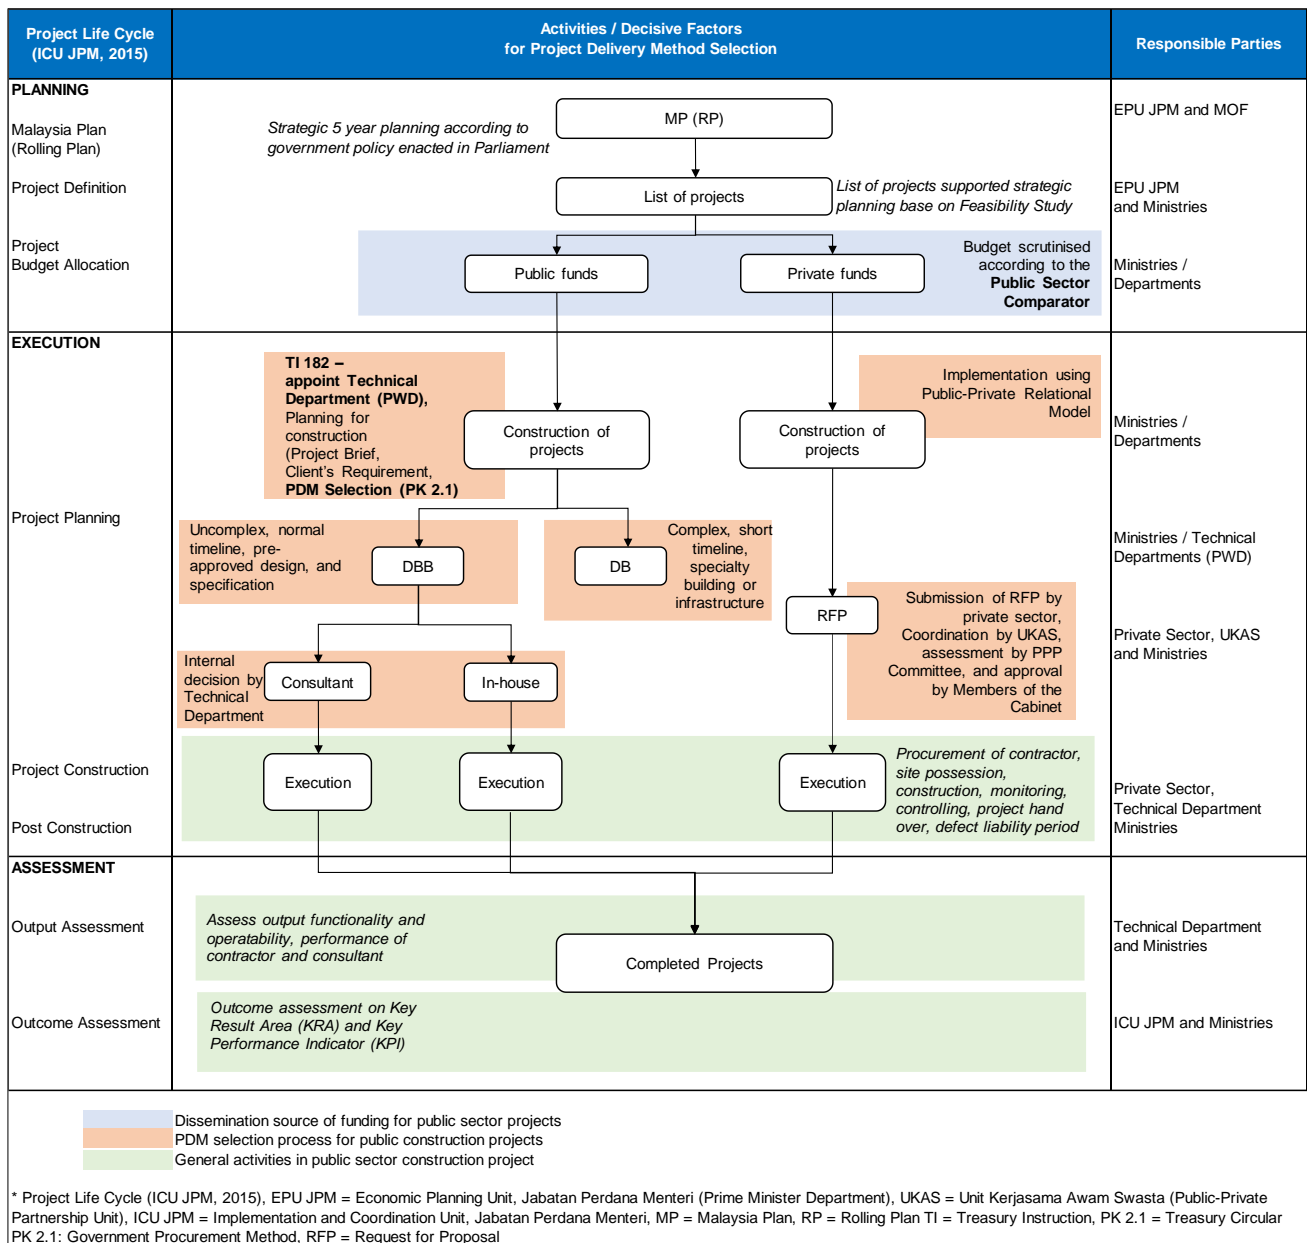 Project Life Cycle
(ICU JPM, 2015)
Activities / Decisive Factors
for Project Delivery Method Selection
Responsible Parties
PLANNING
Malaysia Plan
(Rolling Plan)
Strategic 5 year planning according to
government policy enacted in Parliament
MP (RP)
EPU JPM and MOF
Project Definition
List of projects
List of projects supported strategic
planning base on Feasibility Study
EPU JPM
and Ministries
Project
Budget Allocation
Public funds
Private funds
Budget scrutinised
according to the
Public Sector
Comparator
Ministries /
Departments
EXECUTION
TI 182 –
appoint Technical
Department (PWD),
Planning for
construction
(Project Brief,
Client's Requirement,
PDM Selection (PK 2.1)
Construction of
projects
Construction of
projects
Implementation using
Public-Private Relational
Model
Ministries /
Departments
Project Planning
Uncomplex, normal
timeline, pre-
approved design, and
specification
DBB
DB
Complex, short
timeline,
specialty
building or
infrastructure
Ministries / Technical
Departments (PWD)
RFP
Submission of RFP by
private sector,
Coordination by UKAS,
assessment by PPP
Committee, and approval
by Members of the
Cabinet
Private Sector, UKAS
and Ministries
Internal
decision by
Technical
Department
Consultant
In-house
Project Construction
Post Construction
Execution
Execution
Execution
Procurement of contractor,
site possession,
construction, monitoring,
controlling, project hand
over, defect liability period
Private Sector,
Technical Department
Ministries
ASSESSMENT
Output Assessment
Assess output functionality and
operatability, performance of
contractor and consultant
Completed Projects
Technical Department
and Ministries
Outcome Assessment
Outcome assessment on Key
Result Area (KRA) and Key
Performance Indicator (KPI)
ICU JPM and Ministries
Dissemination source of funding for public sector projects
PDM selection process for public construction projects
General activities in public sector construction project
* Project Life Cycle (ICU JPM, 2015), EPU JPM = Economic Planning Unit, Jabatan Perdana Menteri (Prime Minister Department), UKAS = Unit Kerjasama Awam Swasta (Public-Private
Partnership Unit), ICU JPM = Implementation and Coordination Unit, Jabatan Perdana Menteri, MP = Malaysia Plan, RP = Rolling Plan TI = Treasury Instruction, PK 2.1 = Treasury Circular
PK 2.1: Government Procurement Method, RFP = Request for Proposal